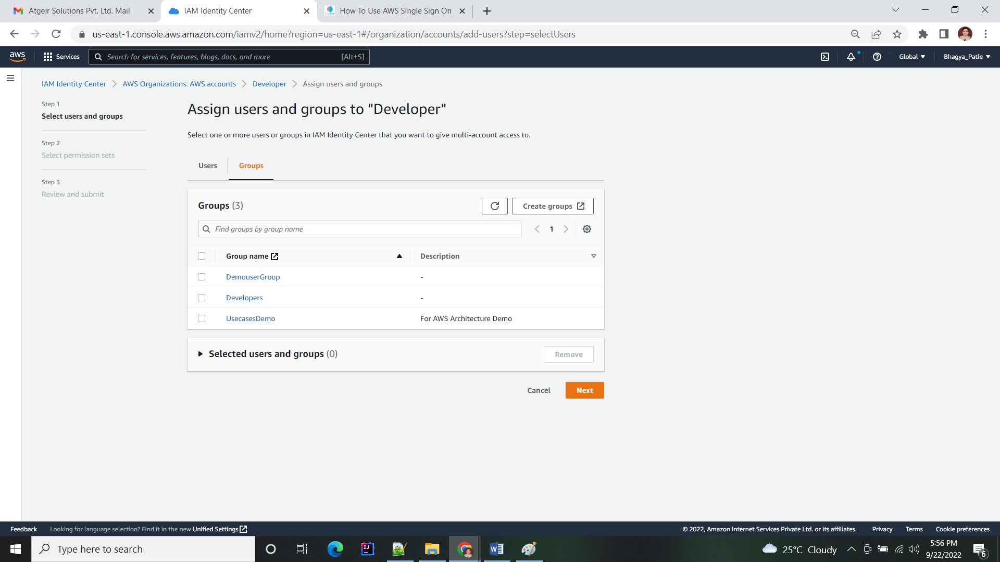 Atgeir Solutions Pvt. Ltd. Mail
IAM Identity Center
How To Use AWS Single Sign On
us-east-1.console.aws.amazon.com/iamv2/home?region=us-east-1#/organization/accounts/add-users?step=selectUsers
aws
Services
Search for services, features, blogs, docs, and more
[Alt+S]
Global
Bhagya_Patle
IAM Identity Center
AWS Organizations: AWS accounts
Developer
Assign users and groups
Step 1
Select users and groups
Step 2
Select permission sets
Step 3
Review and submit
Assign users and groups to "Developer"
Select one or more users or groups in IAM Identity Center that you want to give multi-account access to.
Users
Groups
Groups (3)
Create groups
Find groups by group name
1
Group name
Description
DemouserGroup
-
Developers
-
UsecasesDemo
For AWS Architecture Demo
Selected users and groups (0)
Remove
Cancel
Next
Feedback
Looking for language selection? Find it in the new Unified Settings
© 2022, Amazon Internet Services Private Ltd. or its affiliates.
Privacy
Terms
Cookie preferences
Type here to search
25°C Cloudy
5:56 PM
9/22/2022
6